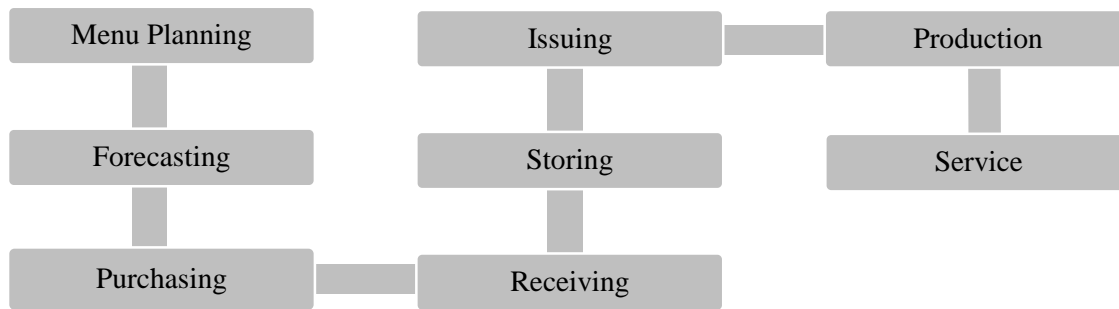 Menu Planning
Forecasting
Purchasing
Receiving
Storing
Issuing
Production
Service